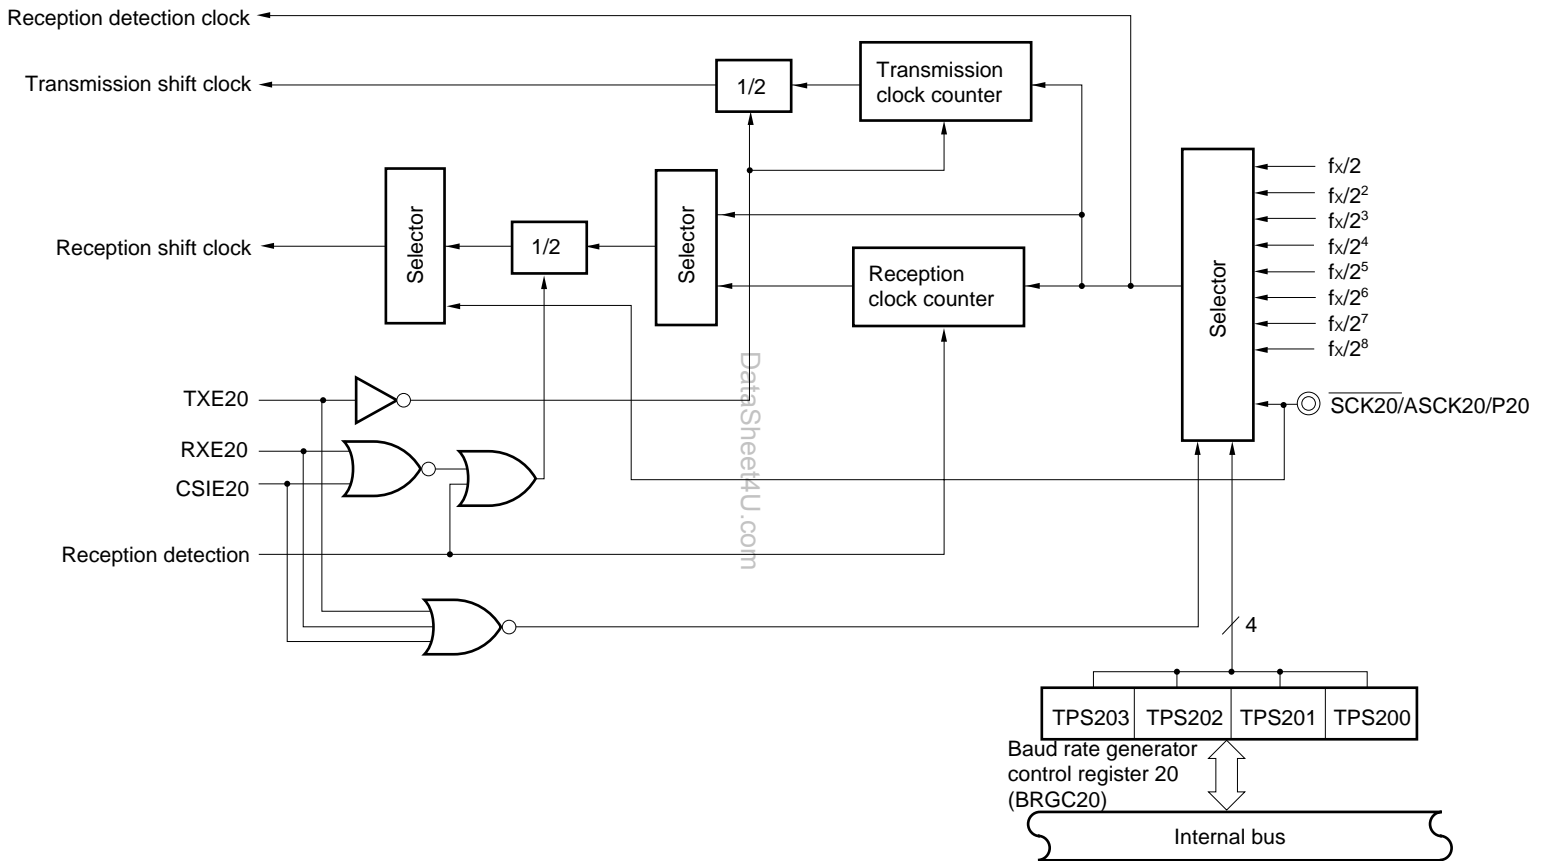 Reception detection clock
Transmission shift clock
1/2
Transmission
clock counter
Selector
Reception shift clock
1/2
Selector
Reception
clock counter
Selector
fx/2
fx/2²
fx/2³
fx/2⁴
fx/2⁵
fx/2⁶
fx/2⁷
fx/2⁸
SCK20/ASCK20/P20
TXE20
RXE20
CSIE20
Reception detection
DataSheet4U.com
4
TPS203 TPS202 TPS201 TPS200
Baud rate generator
control register 20
(BRGC20)
Internal bus